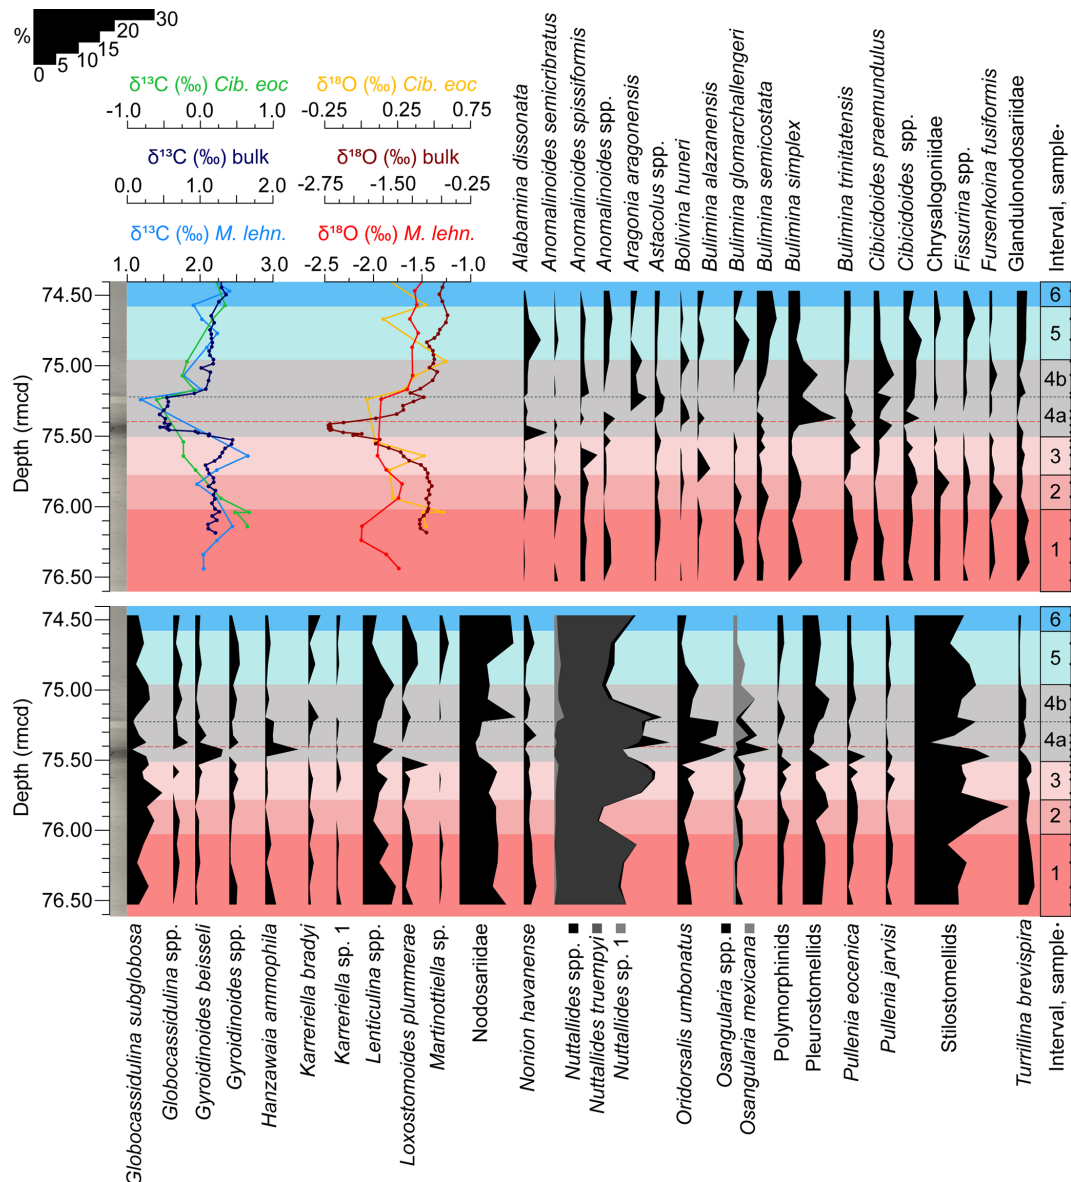 %
0 5 10 15 20 30
δ¹³C (‰) Cib. eoc
-1.0 0.0 1.0
δ¹⁸O (‰) Cib. eoc
-0.25 0.25 0.75
δ¹³C (‰) bulk
0.0 1.0 2.0
δ¹⁸O (‰) bulk
-2.75 -1.50 -0.25
δ¹³C (‰) M. lehn.
1.0 2.0 3.0
δ¹⁸O (‰) M. lehn.
-2.5 -2.0 -1.5 -1.0
Alabamina dissonata
Anomalinoides semicribratus
Anomalinoides spissiformis
Anomalinoides spp.
Aragonia aragonensis
Astacolus spp.
Bolivina huneri
Bulimina alazanensis
Bulimina glomarchallengeri
Bulimina semicostata
Bulimina simplex
Bulimina trinitatensis
Cibicidoides praemundulus
Cibicidoides spp.
Chrysalogoniidae
Fissurina spp.
Fursenkoina fusiformis
Glandulonodosariidae
Interval, sample•
Depth (rmcd)
74.50
75.00
75.50
76.00
76.50
6
5
4b
4a
3
2
1
Depth (rmcd)
74.50
75.00
75.50
76.00
76.50
6
5
4b
4a
3
2
1
Globocassidulina subglobosa
Globocassidulina spp.
Gyroidinoides beisseli
Gyrodinoides spp.
Hanzawaia ammophila
Karreriella bradyi
Karreriella sp. 1
Lenticulina spp.
Loxostomoides plummerae
Martinottiella sp.
Nodosariidae
Nonion havanense
Nuttallides spp.
Nuttallides truempyi
Nuttallides sp. 1
Oridorsalis umbonatus
Osangularia spp.
Osangularia mexicana
Polymorphinids
Pleurostomellids
Pullenia eocenica
Pullenia jarvisi
Stilostomellids
Turrilina brevispira
Interval, sample•